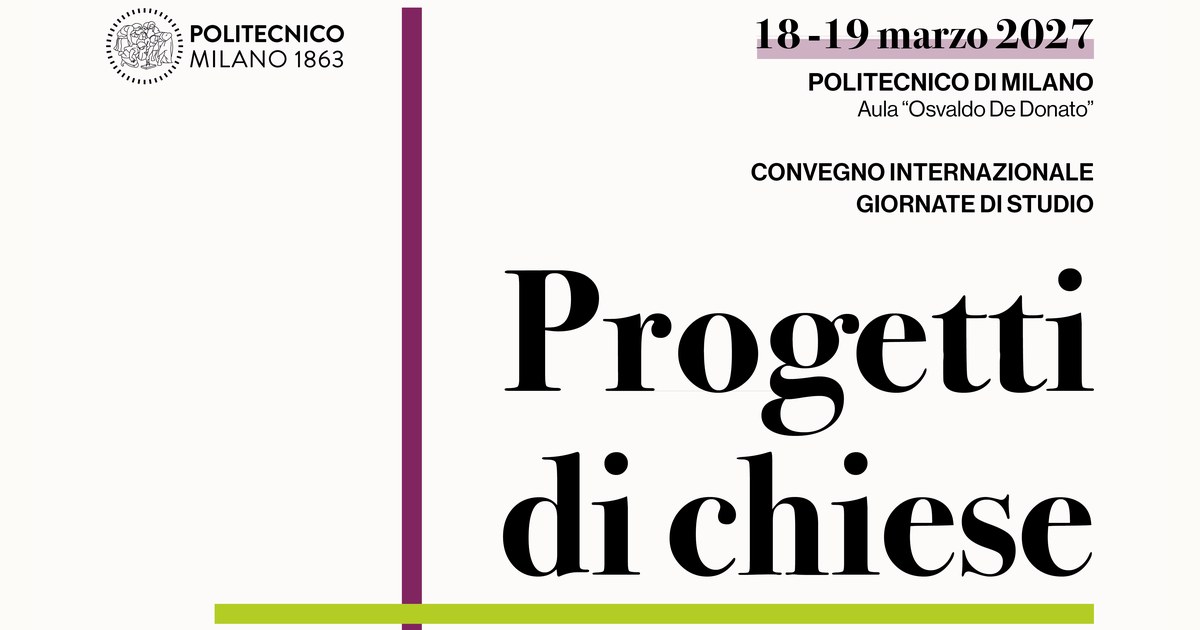 POLITECNICO
MILANO 1863
18-19 marzo 2027
POLITECNICO DI MILANO
Aula “Osvaldo De Donato”
CONVEGNO INTERNAZIONALE
GIORNATE DI STUDIO
Progetti
di chiese